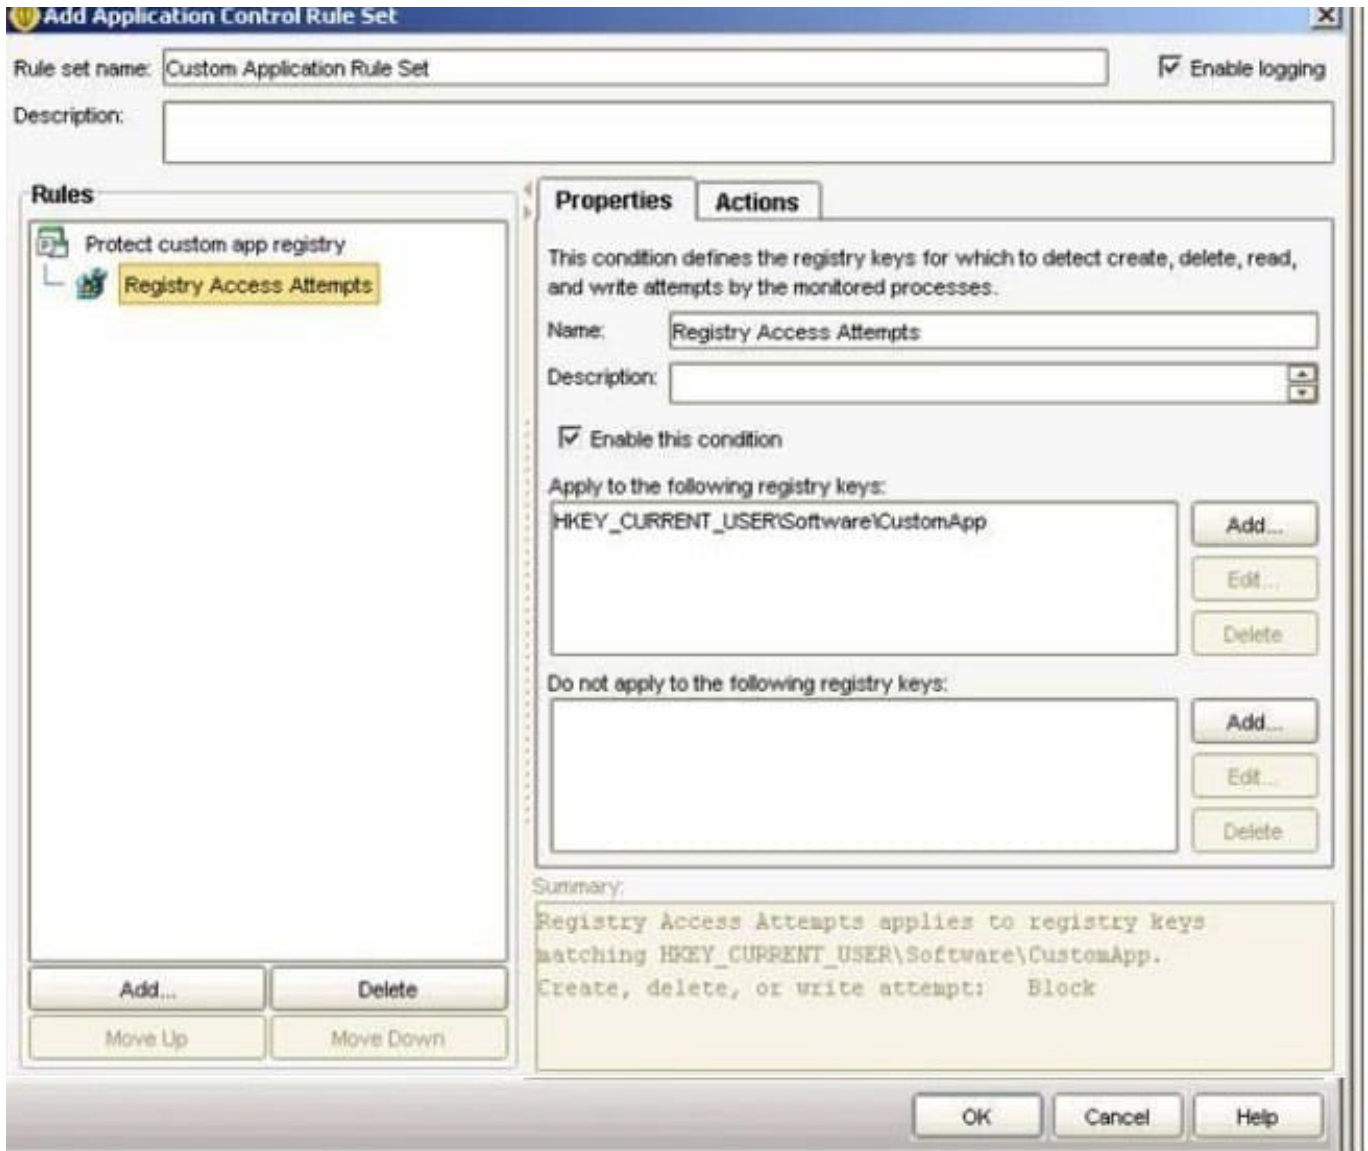 Add Application Control Rule Set
Rule set name: Custom Application Rule Set
Enable logging
Description:
Rules
Protect custom app registry
Registry Access Attempts
Properties
Actions
This condition defines the registry keys for which to detect create, delete, read,
and write attempts by the monitored processes.
Name: Registry Access Attempts
Description:
Enable this condition
Apply to the following registry keys:
HKEY_CURRENT_USER\Software\CustomApp
Add...
Edit...
Delete
Do not apply to the following registry keys:
Add...
Edit...
Delete
Summary:
Registry Access Attempts applies to registry keys
matching HKEY_CURRENT_USER\Software\CustomApp.
Create, delete, or write attempt: Block
Add...
Delete
Move Up
Move Down
OK
Cancel
Help